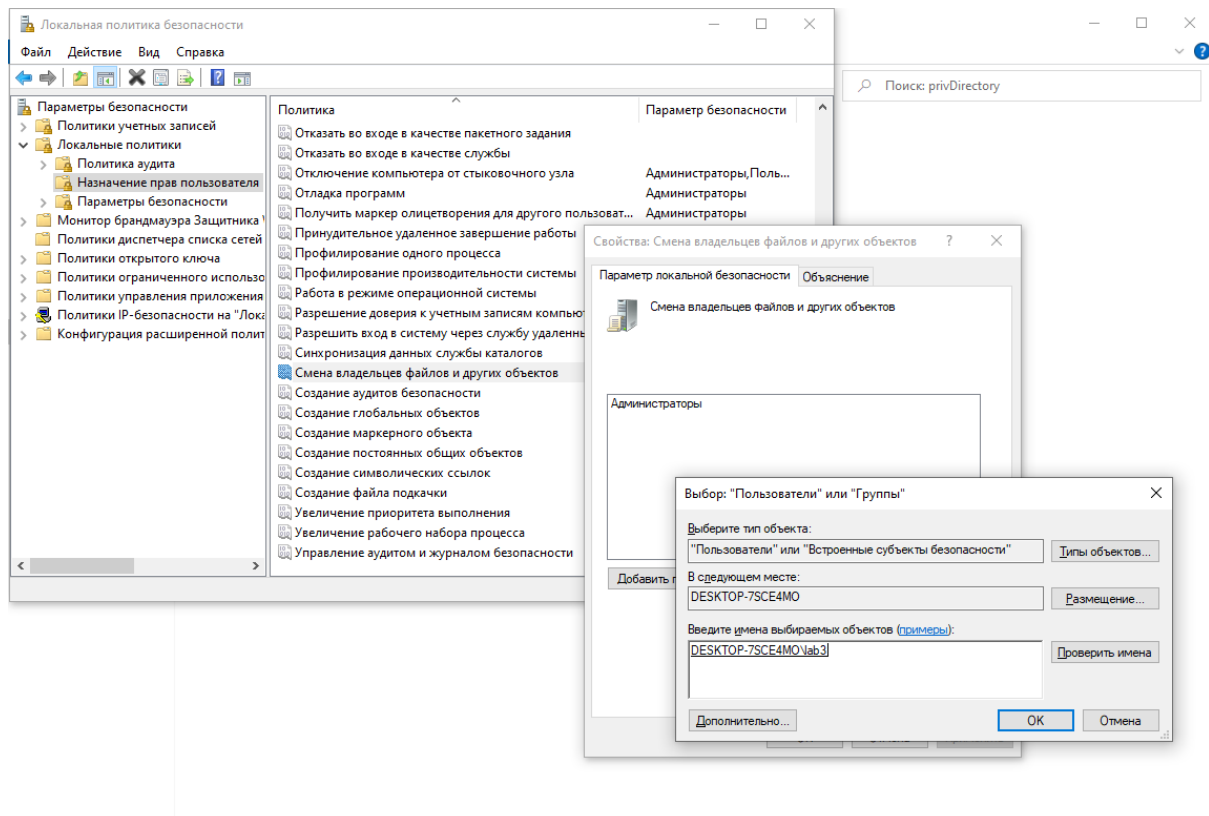 Локальная политика безопасности
Файл Действие Вид Справка
Поиск: privDirectory
Параметры безопасности
Политики учетных записей
Локальные политики
Политика аудита
Назначение прав пользователя
Параметры безопасности
Монитор брандмауэра Защитника
Политики диспетчера списка сетей
Политики открытого ключа
Политики ограниченного использо
Политики управления приложения
Политики IP-безопасности на "Лока
Конфигурация расширенной полит
Политика Параметр безопасности
Отказать во входе в качестве пакетного задания
Отказать во входе в качестве службы
Отключение компьютера от стыковочного узла Администраторы,Поль...
Отладка программ Администраторы
Получить маркер олицетворения для другого пользоват... Администраторы
Принудительное удаленное завершение работы
Профилирование одного процесса
Профилирование производительности системы
Работа в режиме операционной системы
Разрешение доверия к учетным записям компью
Разрешить вход в систему через службу удаленны
Синхронизация данных службы каталогов
Смена владельцев файлов и других объектов
Создание аудитов безопасности
Создание глобальных объектов
Создание маркерного объекта
Создание постоянных общих объектов
Создание символических ссылок
Создание файла подкачки
Увеличение приоритета выполнения
Увеличение рабочего набора процесса
Управление аудитом и журналом безопасности
Свойства: Смена владельцев файлов и других объектов ?
Параметр локальной безопасности Объяснение
Смена владельцев файлов и других объектов
Администраторы
Добавить п
Выбор: "Пользователи" или "Группы"
Выберите тип объекта:
"Пользователи" или "Встроенные субъекты безопасности" Типы объектов...
В следующем месте:
DESKTOP-7SCE4MO Размещение...
Введите имена выбираемых объектов (примеры):
DESKTOP-7SCE4MO\lab3 Проверить имена
Дополнительно... ОК Отмена